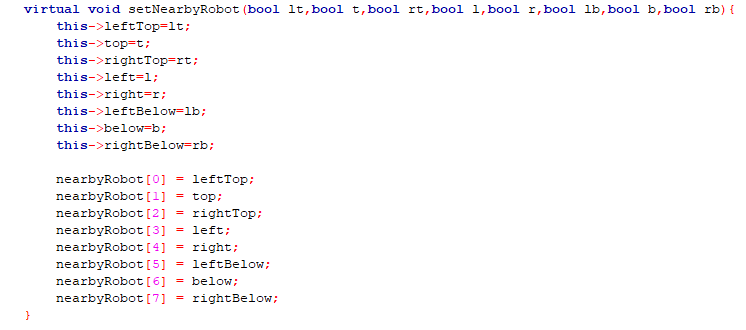 virtual void setNearbyRobot(bool lt,bool t,bool rt,bool l,bool r,bool lb,bool b,bool rb){
this->leftTop=lt;
this->top=t;
this->rightTop=rt;
this->left=l;
this->right=r;
this->leftBelow=lb;
this->below=b;
this->rightBelow=rb;
nearbyRobot[0] = leftTop;
nearbyRobot[1] = top;
nearbyRobot[2] = rightTop;
nearbyRobot[3] = left;
nearbyRobot[4] = right;
nearbyRobot[5] = leftBelow;
nearbyRobot[6] = below;
nearbyRobot[7] = rightBelow;
}